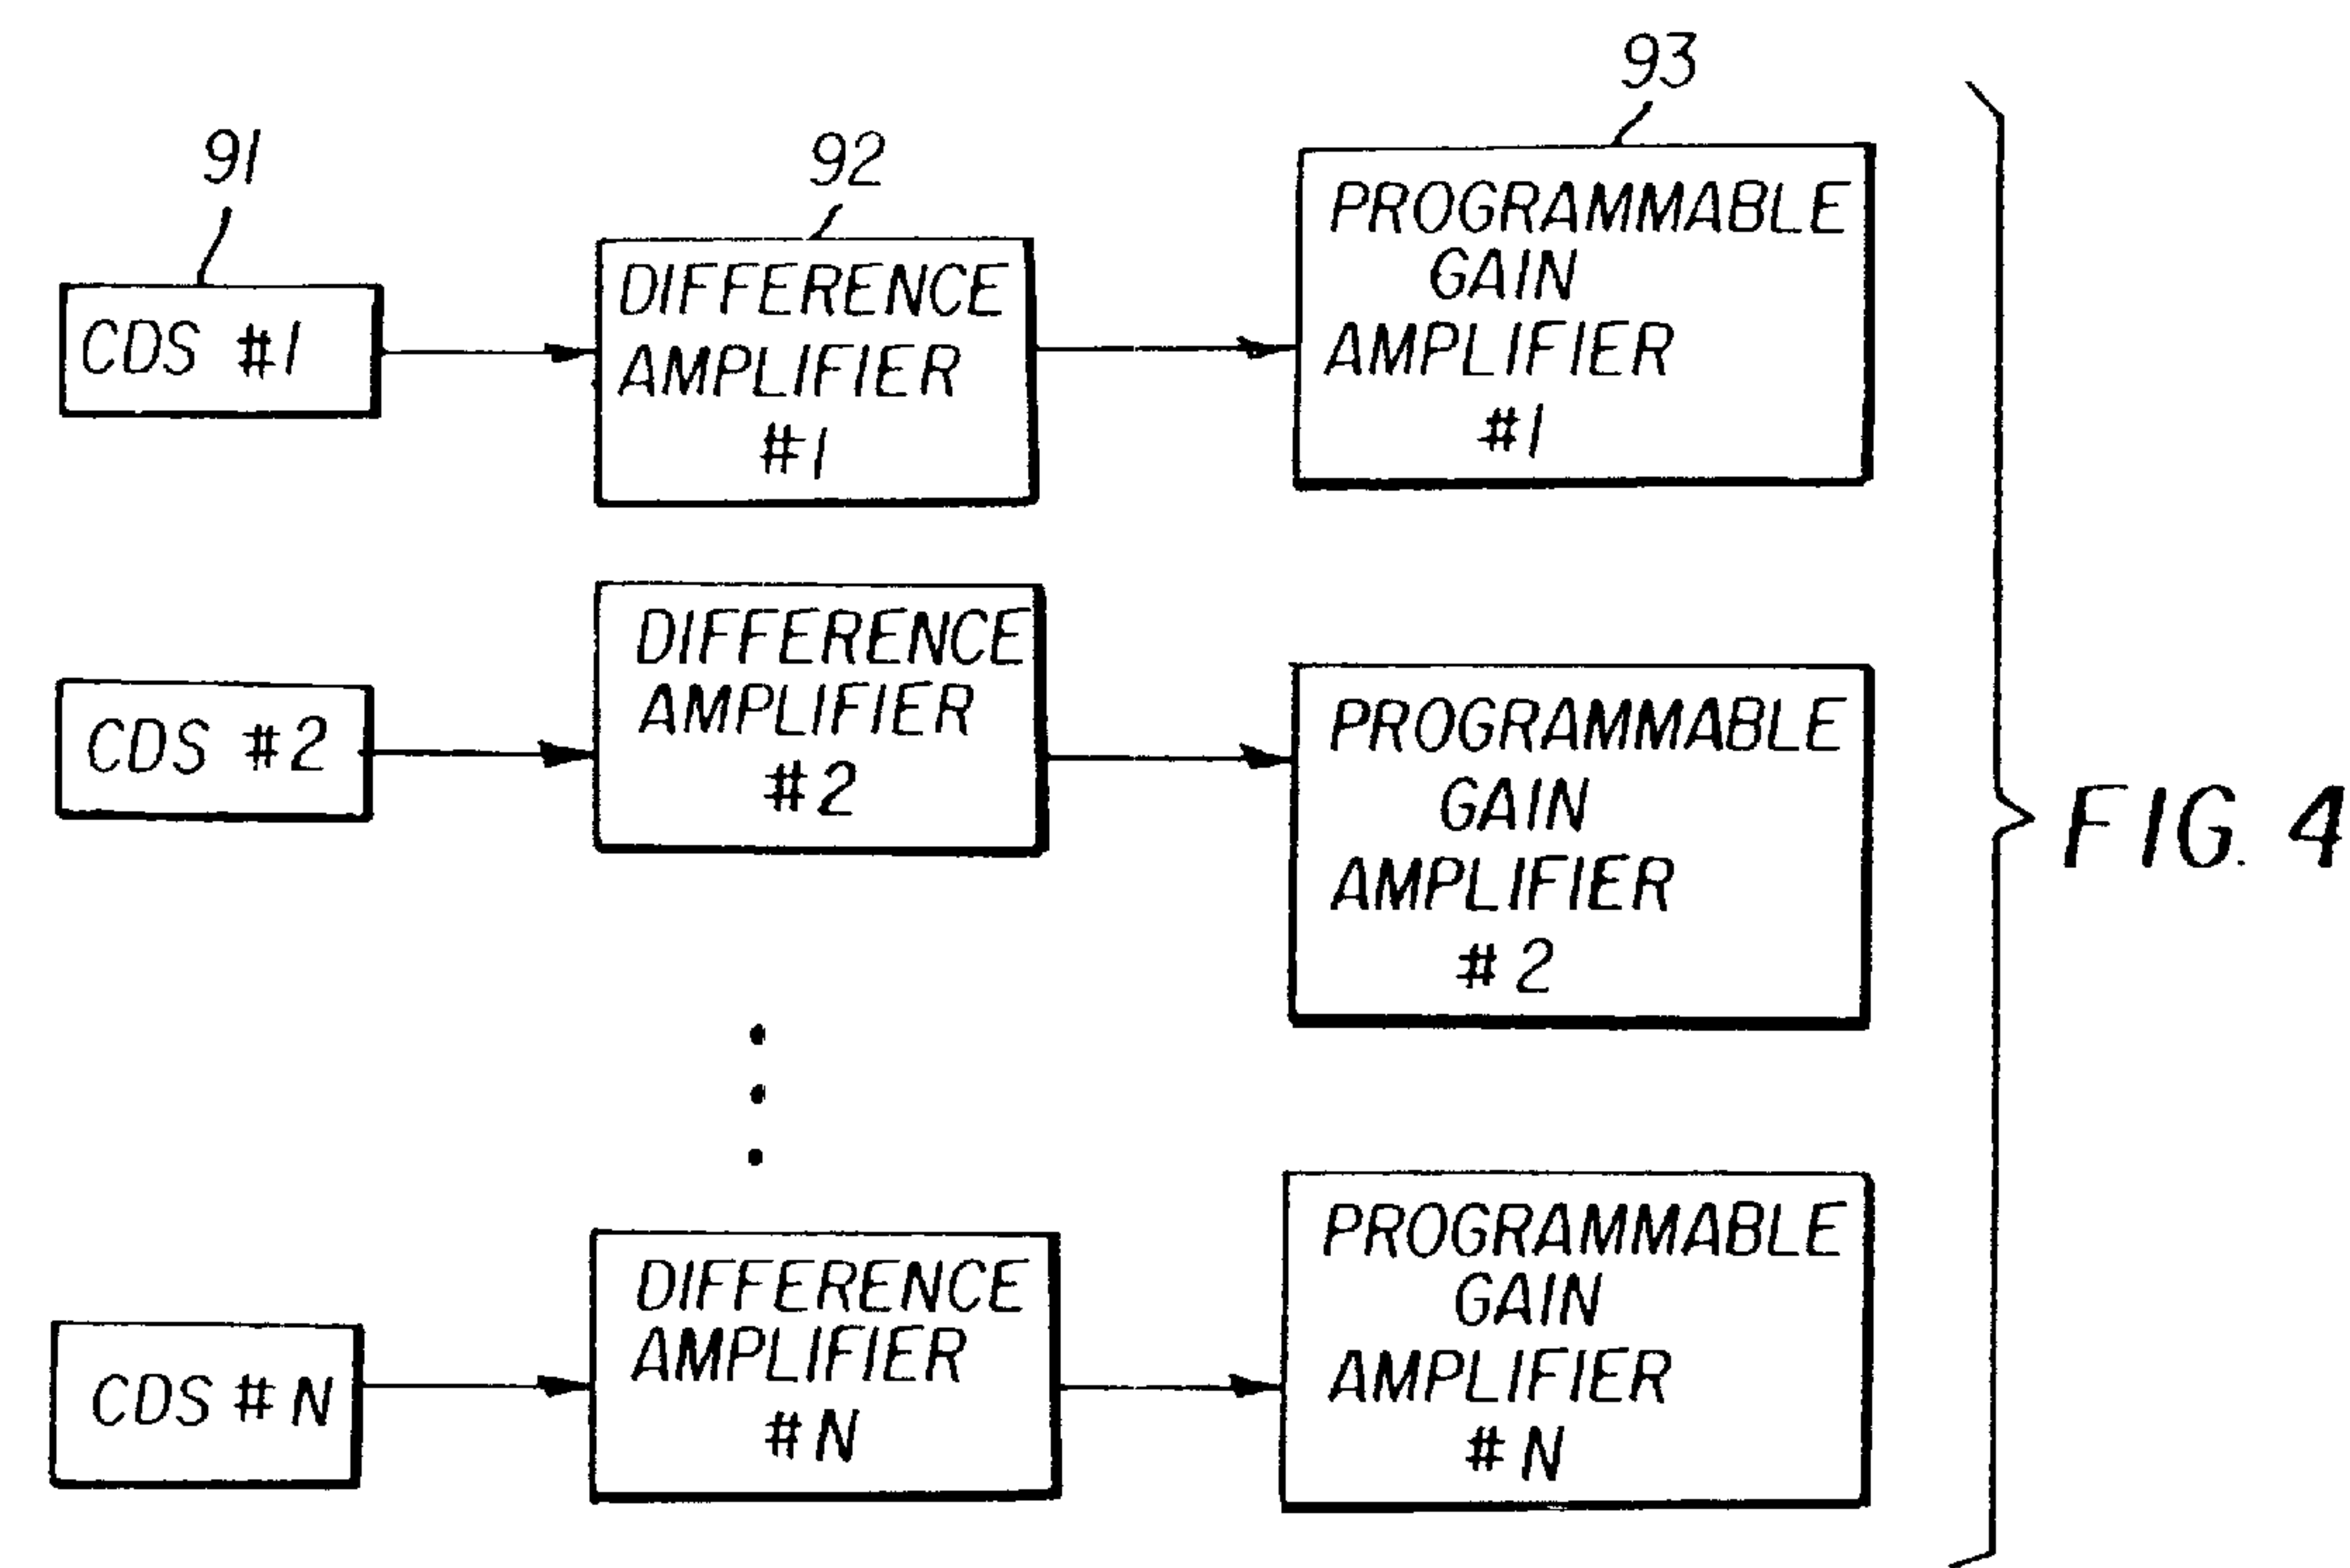 91
92
93
CDS #1
DIFFERENCE
AMPLIFIER
#1
PROGRAMMABLE
GAIN
AMPLIFIER
#1
CDS #2
DIFFERENCE
AMPLIFIER
#2
PROGRAMMABLE
GAIN
AMPLIFIER
#2
CDS #N
DIFFERENCE
AMPLIFIER
#N
PROGRAMMABLE
GAIN
AMPLIFIER
#N
FIG. 4